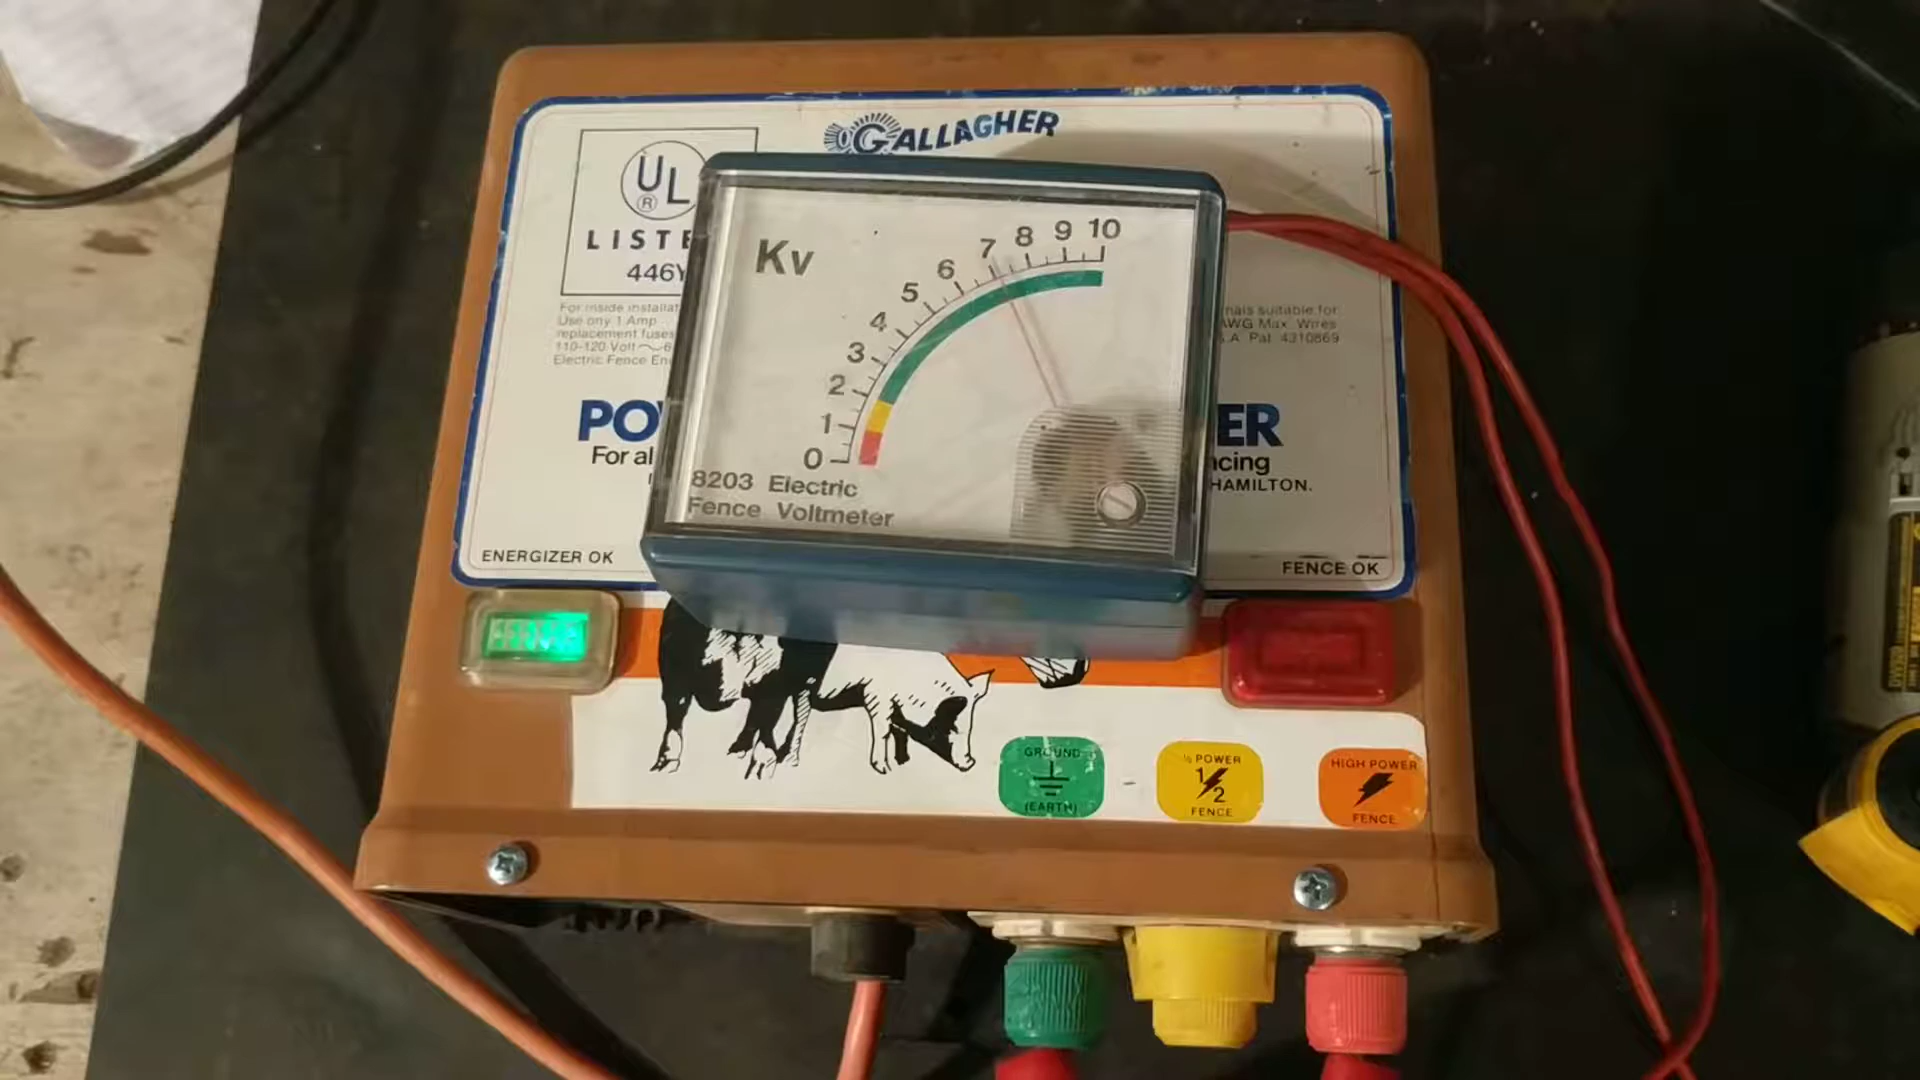 GALLAGHER
UL
®
LISTE
446Y
For inside installat
Use ony 1 Amp
replacement fuses
110-120 Volt
Electric Fence En
nals suitable for
AWG Max. Wires
S.A. Pat. 4310869
PO
ER
For al
ncing
HAMILTON.
Kv
0 1 2 3 4 5 6 7 8 9 10
8203 Electric
Fence Voltmeter
ENERGIZER OK
FENCE OK
GROUND
(EARTH)
½ POWER
1/2
FENCE
HIGH POWER
FENCE